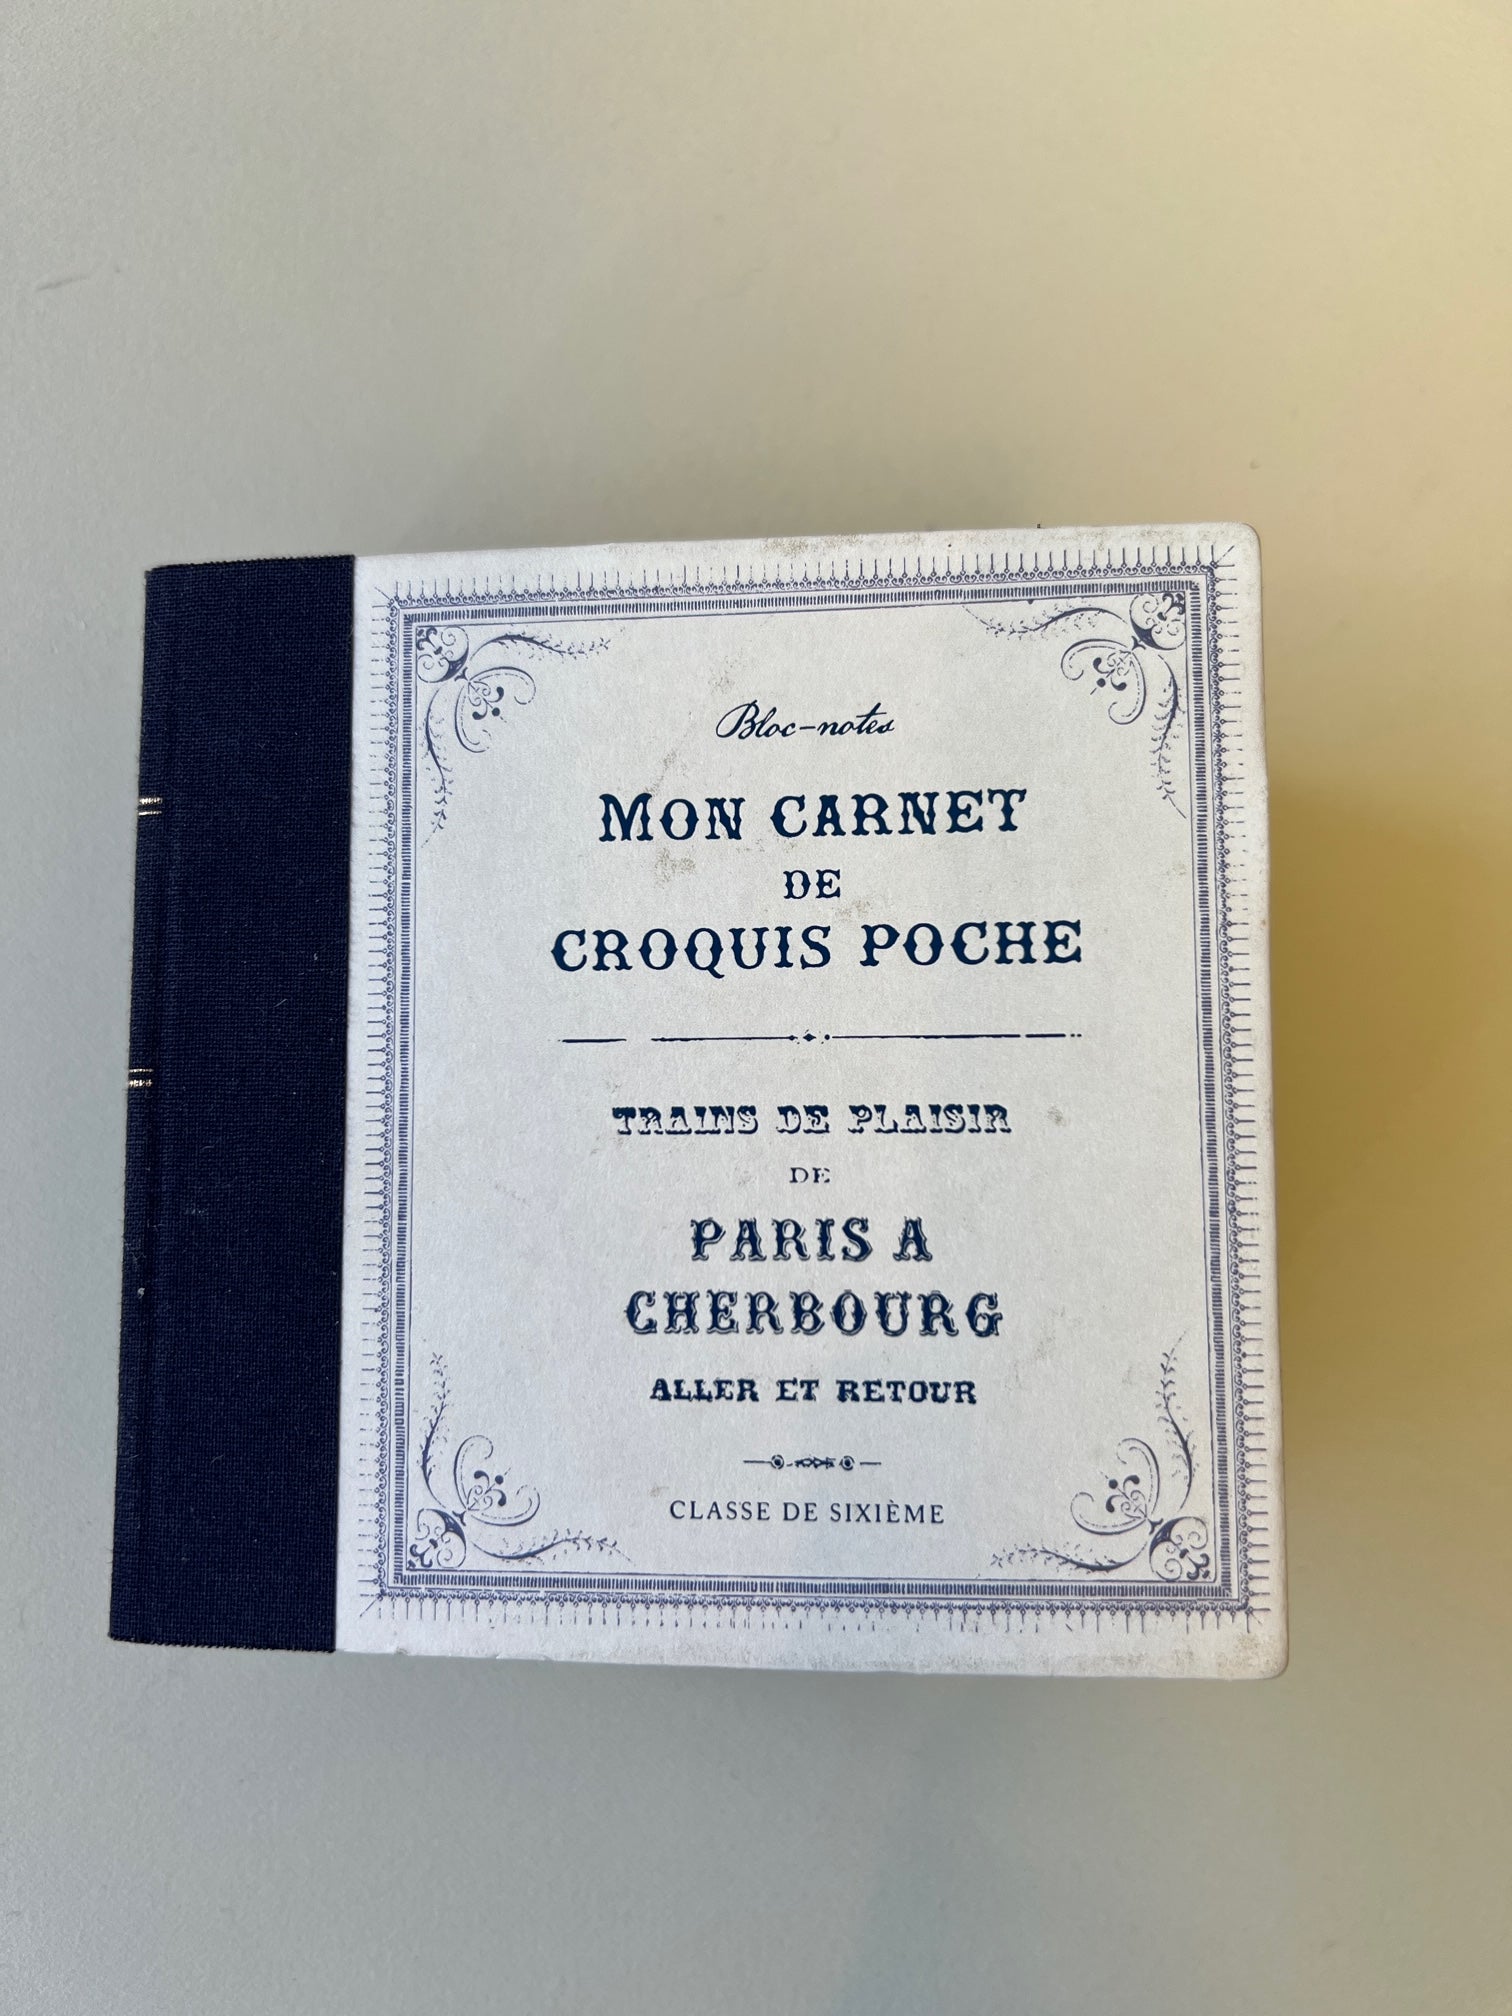 Bloc-notes
MON CARNET
DE
CROQUIS POCHE
TRAINS DE PLAISIR
DE
PARIS A
CHERBOURG
ALLER ET RETOUR
CLASSE DE SIXIÈME